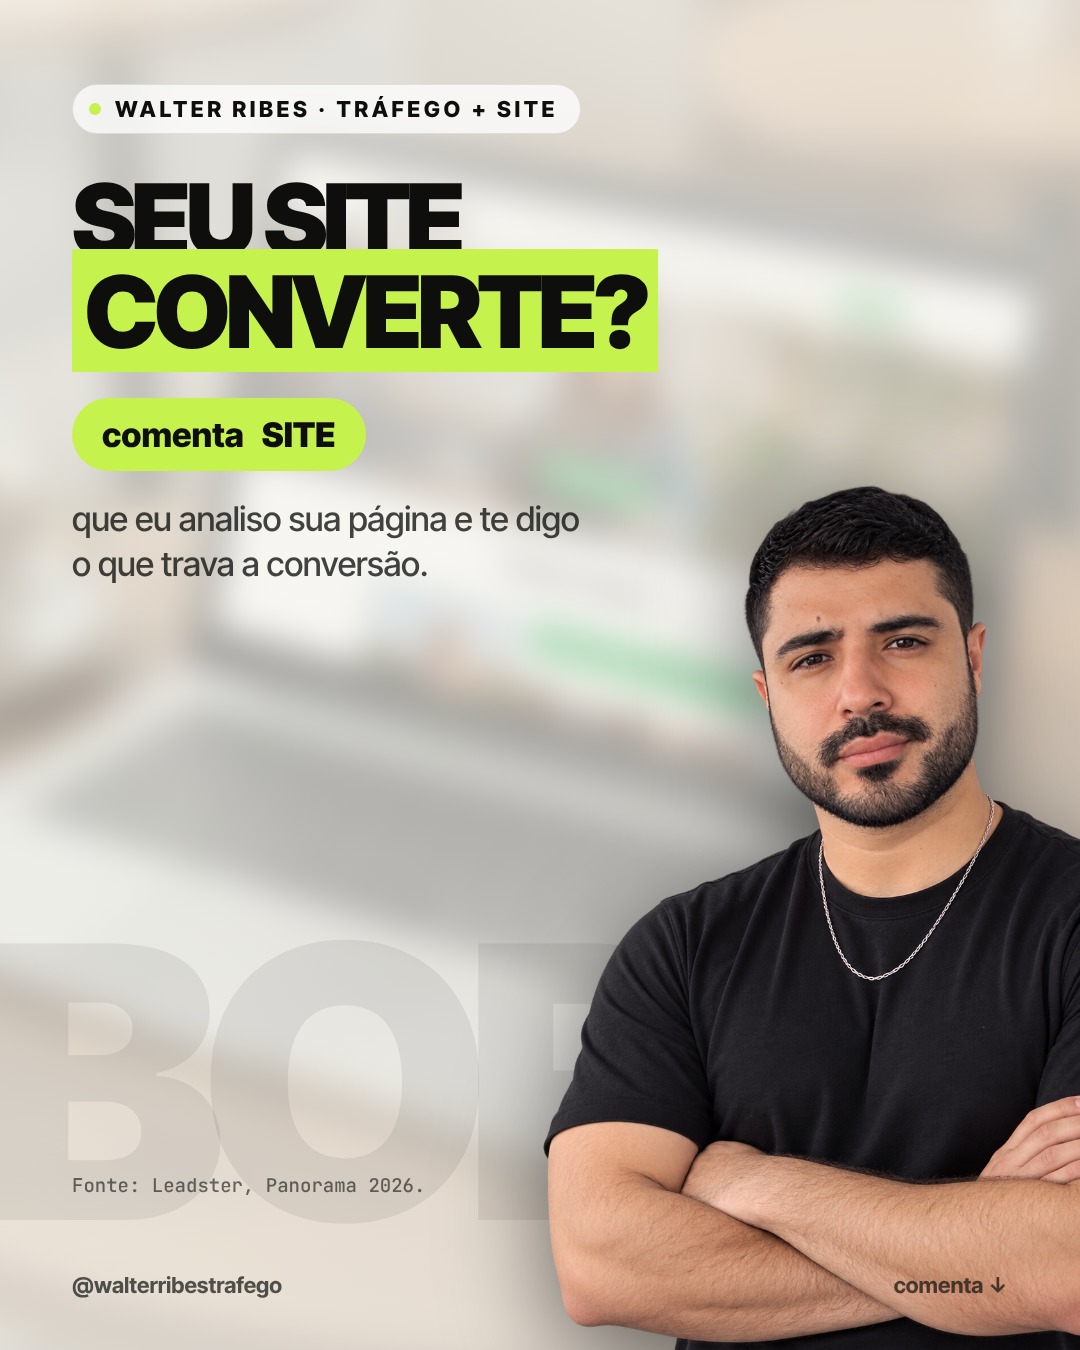 WALTER RIBES · TRÁFEGO + SITE
SEU SITE
CONVERTE?
comenta SITE
que eu analiso sua página e te digo
o que trava a conversão.
Fonte: Leadster, Panorama 2026.
@walterribestrafego
comenta ↓